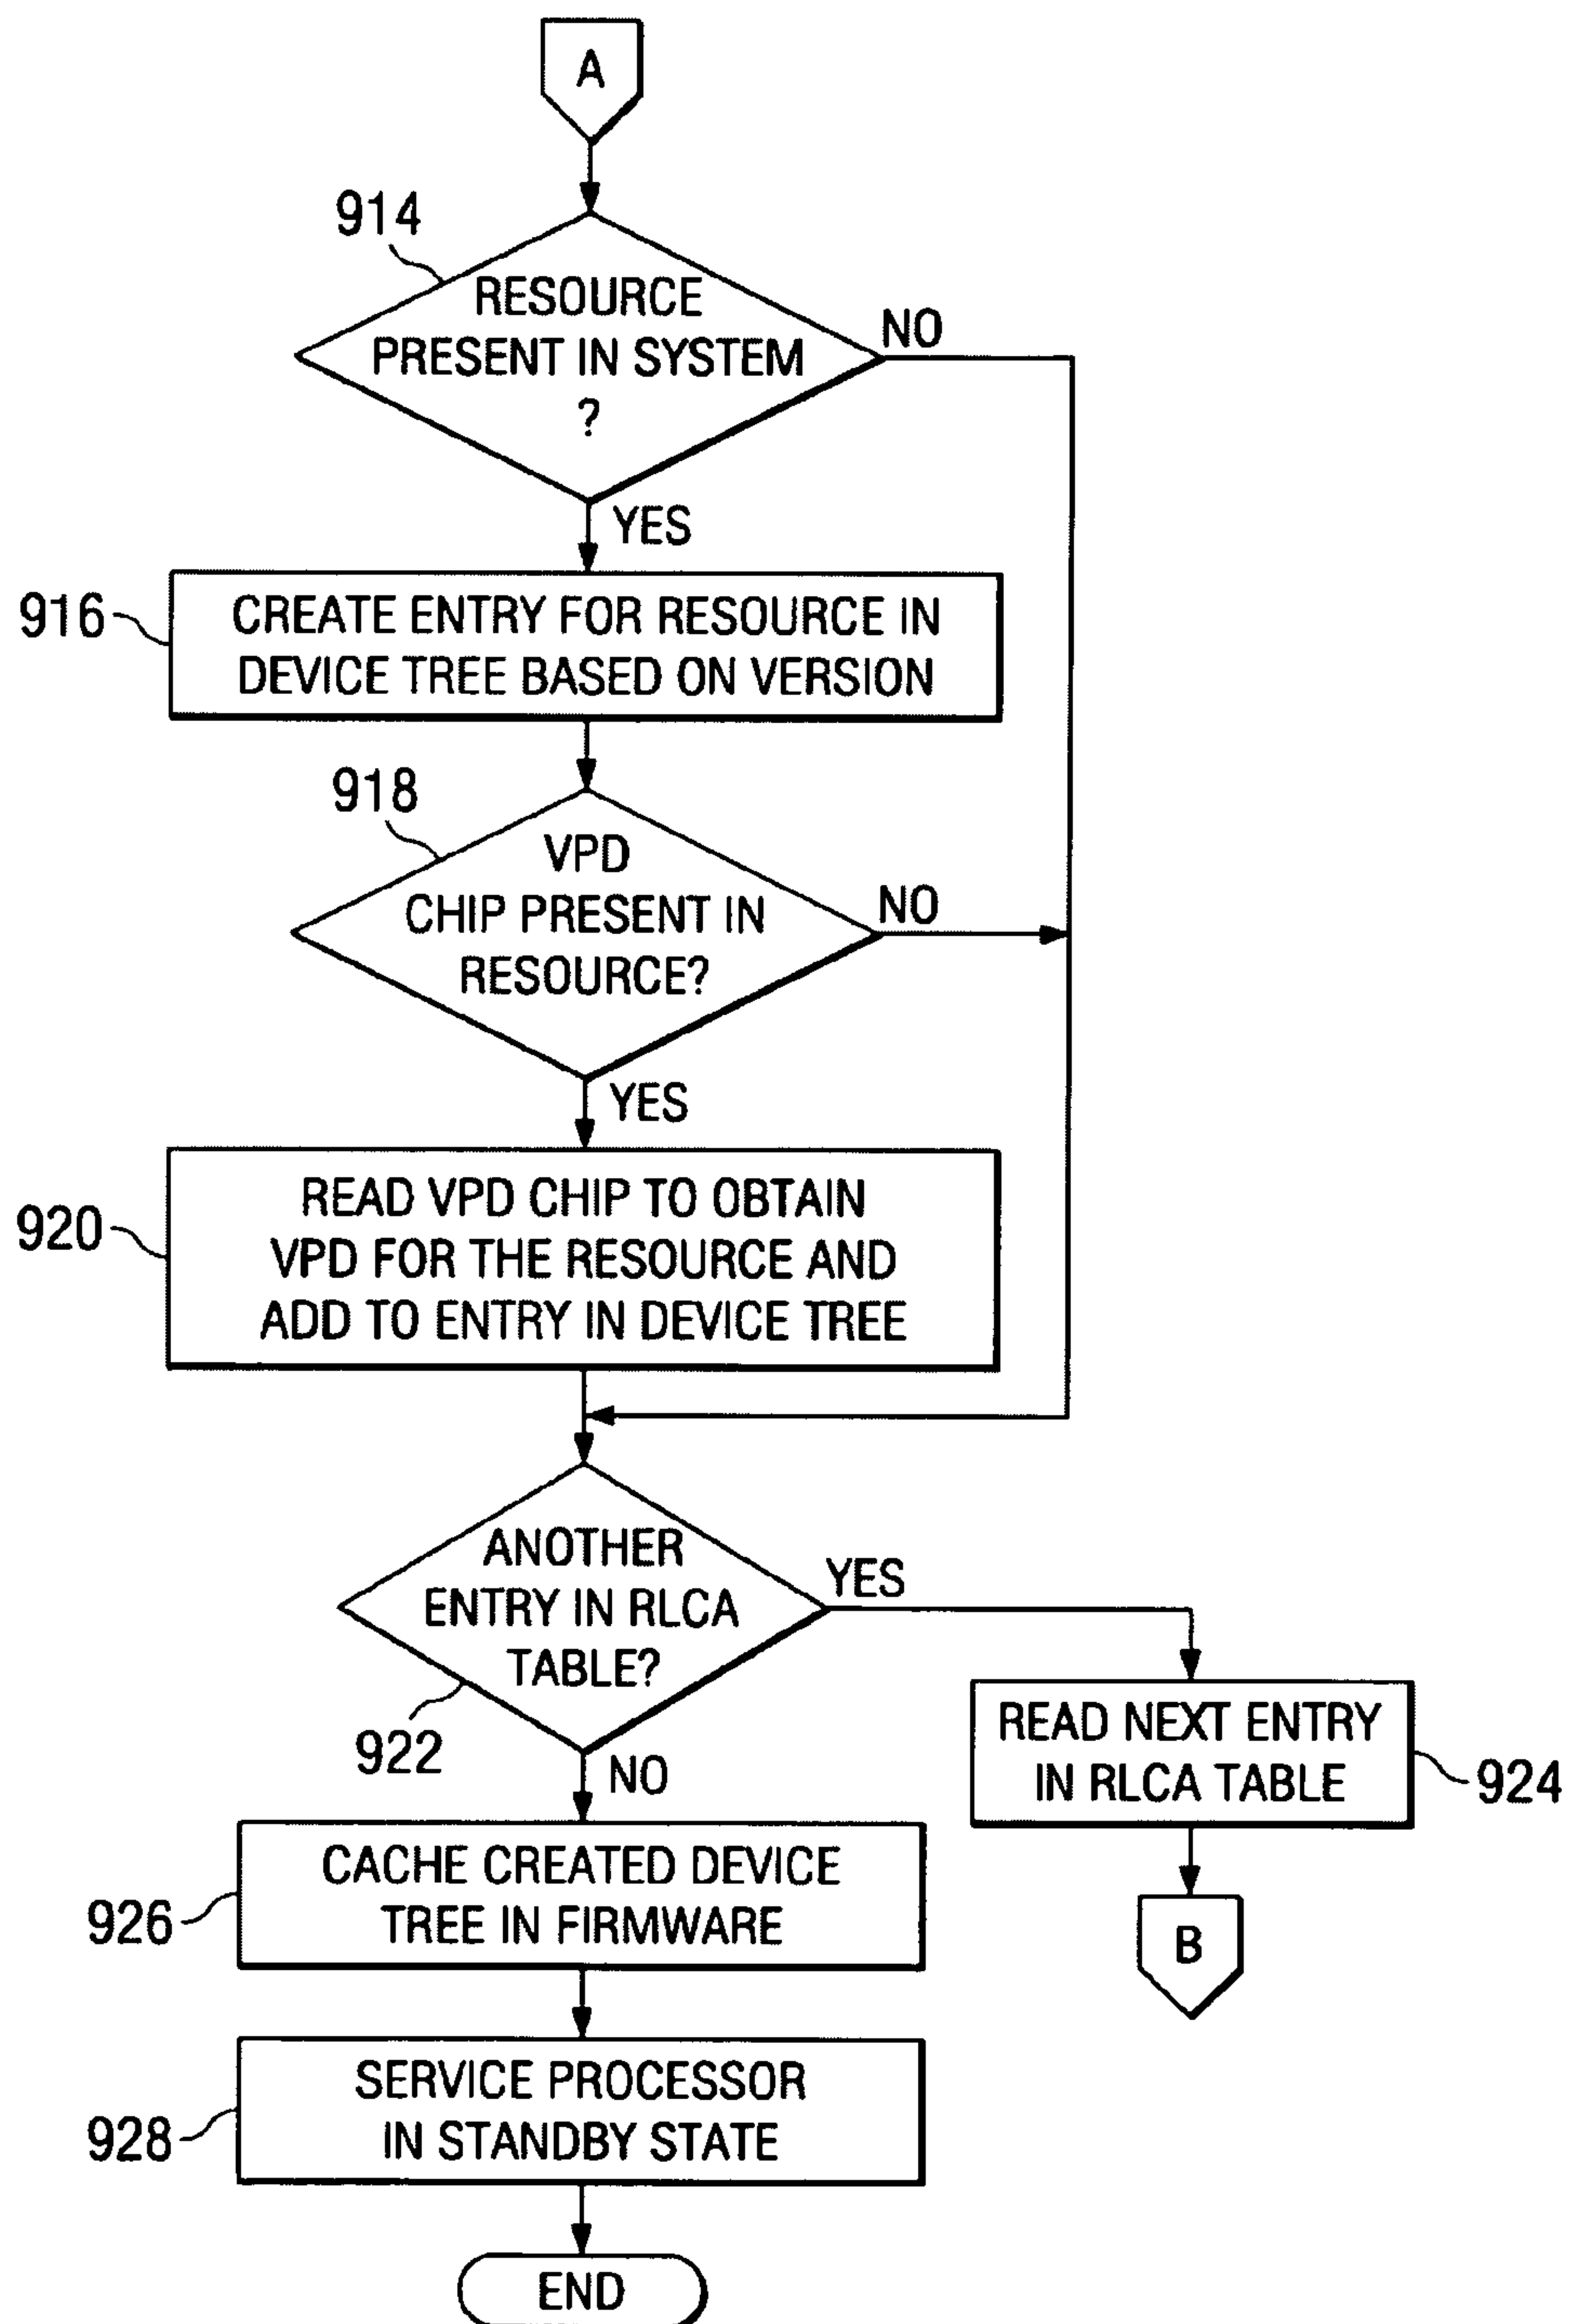 A
914
RESOURCE
PRESENT IN SYSTEM
?
NO
YES
916
CREATE ENTRY FOR RESOURCE IN
DEVICE TREE BASED ON VERSION
918
VPD
CHIP PRESENT IN
RESOURCE?
NO
YES
920
READ VPD CHIP TO OBTAIN
VPD FOR THE RESOURCE AND
ADD TO ENTRY IN DEVICE TREE
ANOTHER
ENTRY IN RLCA
TABLE?
YES
922
NO
READ NEXT ENTRY
IN RLCA TABLE
924
B
CACHE CREATED DEVICE
TREE IN FIRMWARE
926
SERVICE PROCESSOR
IN STANDBY STATE
928
END